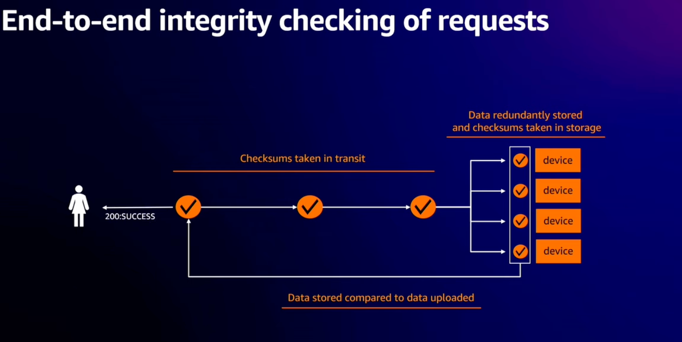 End-to-end integrity checking of requests
Data redundantly stored
and checksums taken in storage
Checksums taken in transit
device
device
200:SUCCESS
device
device
Data stored compared to data uploaded